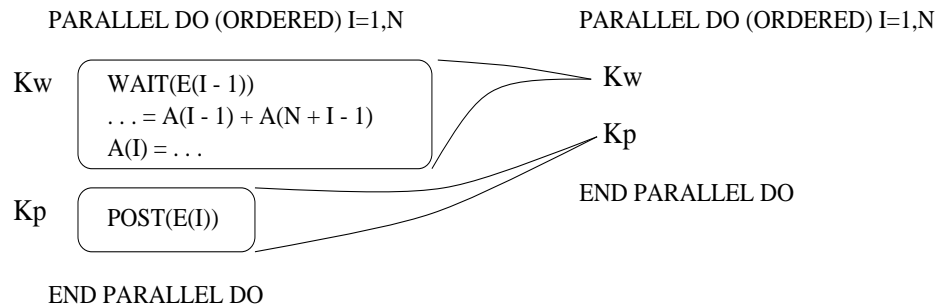 PARALLEL DO (ORDERED) I=1,N
Kw
WAIT(E(I - 1))
. . . = A(I - 1) + A(N + I - 1)
A(I) = . . .
Kp
POST(E(I))
END PARALLEL DO
PARALLEL DO (ORDERED) I=1,N
Kw
Kp
END PARALLEL DO